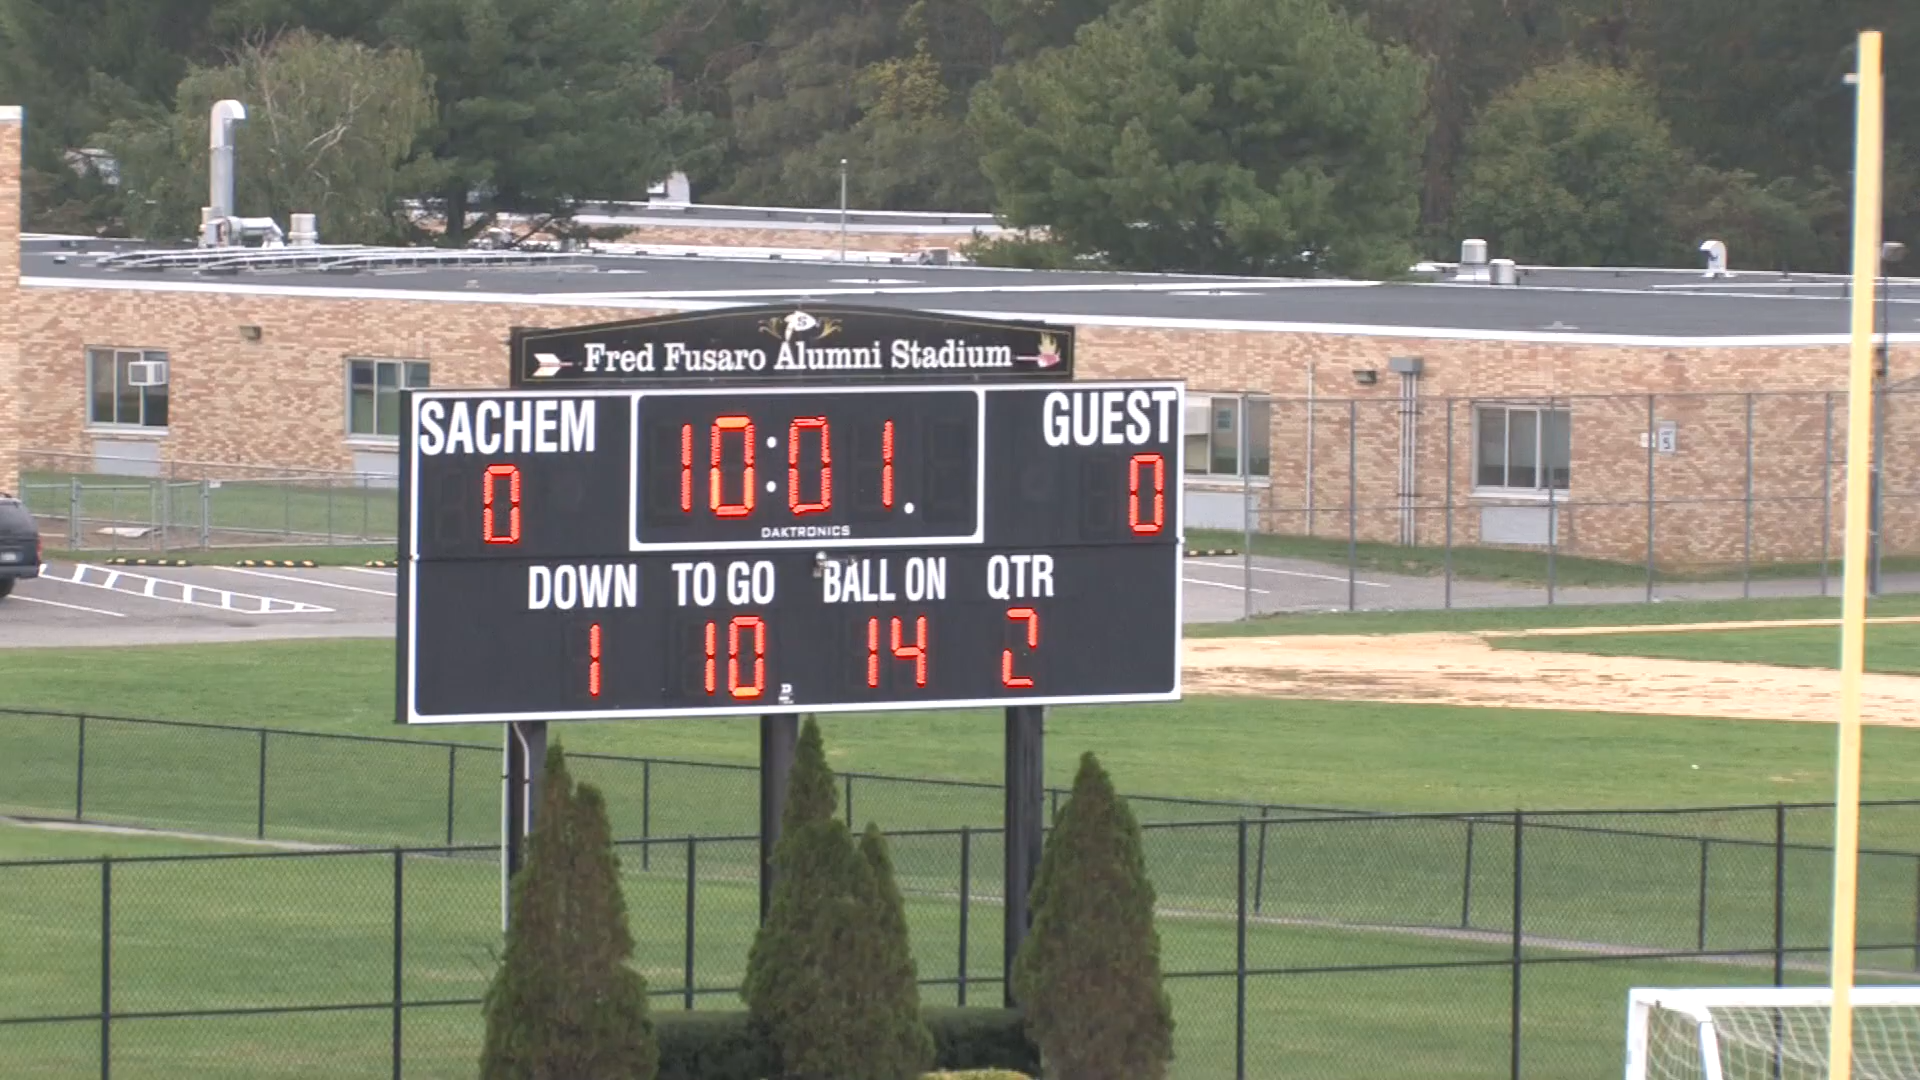 S
Fred Fusaro Alumni Stadium
SACHEM 10:01. GUEST
0 0
DAKTRONICS
DOWN TO GO BALL ON QTR
1 10 14 2